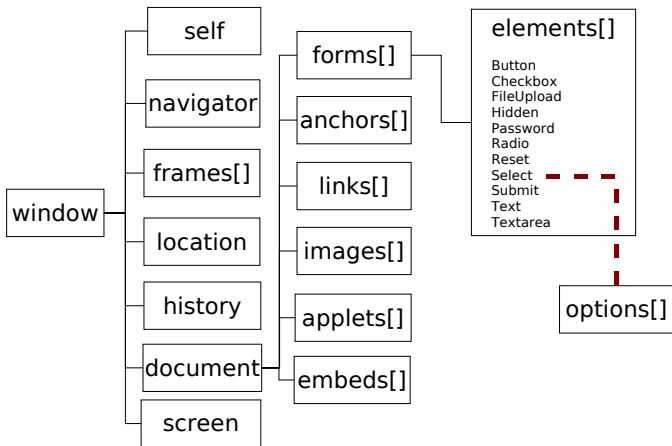 window
self
navigator
frames[]
location
history
document
screen
forms[]
anchors[]
links[]
images[]
applets[]
embeds[]
elements[]
Button
Checkbox
FileUpload
Hidden
Password
Radio
Reset
Select
Submit
Text
Textarea
options[]